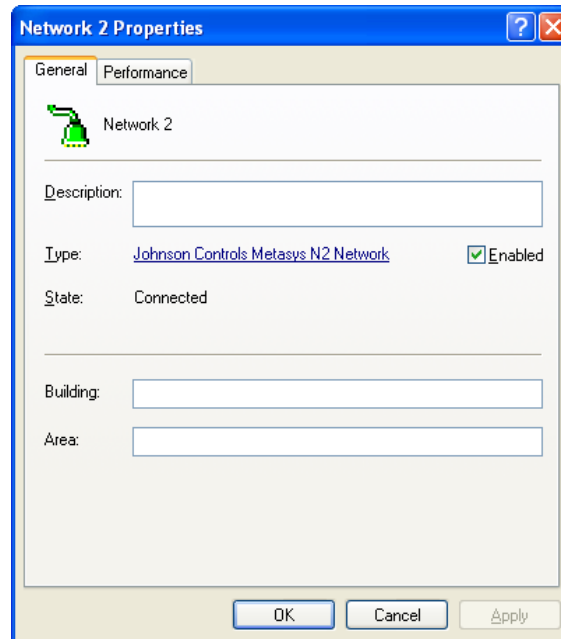 Network 2 Properties
General Performance
Network 2
Description:
Type: Johnson Controls Metasys N2 Network Enabled
State: Connected
Building:
Area:
OK Cancel Apply